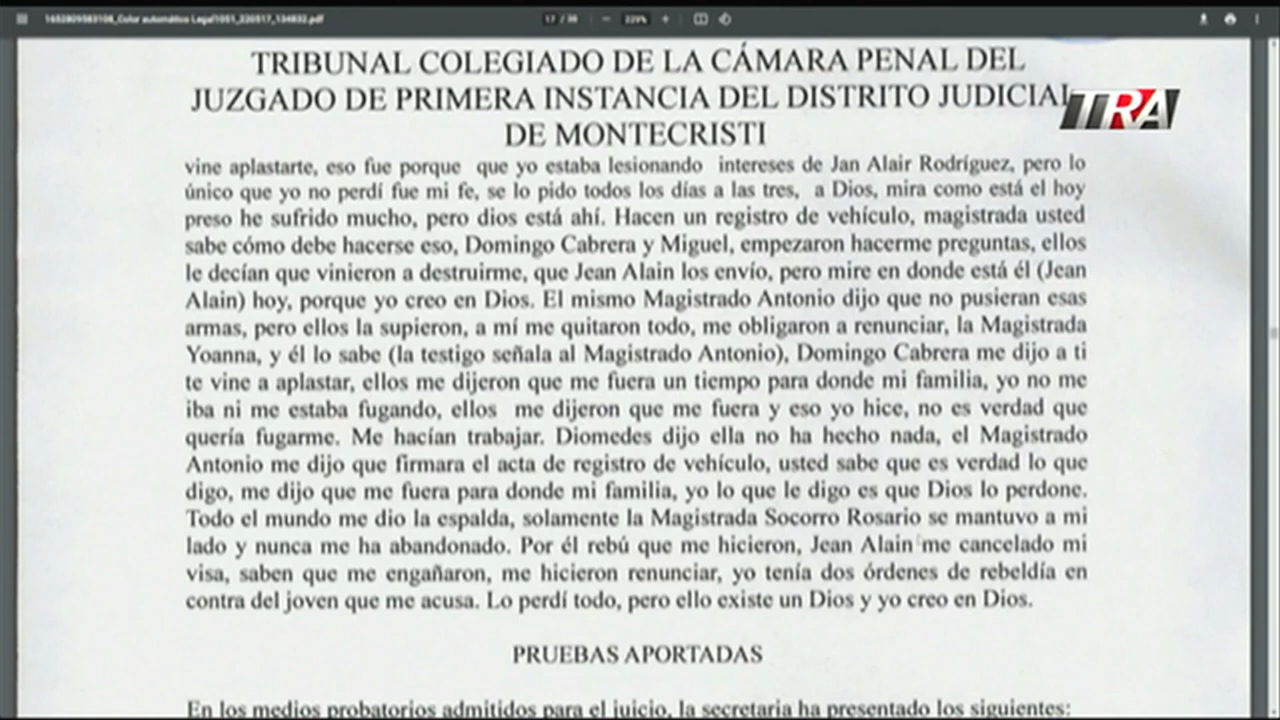 1652809583108_Color automático Legal1051_220517_134832.pdf
17 / 38
229%
TRIBUNAL COLEGIADO DE LA CÁMARA PENAL DEL
JUZGADO DE PRIMERA INSTANCIA DEL DISTRITO JUDICIAL
DE MONTECRISTI
TRA
vine aplastarte, eso fue porque que yo estaba lesionando intereses de Jan Alair Rodríguez, pero lo
único que yo no perdí fue mi fe, se lo pido todos los días a las tres, a Dios, mira como está el hoy
preso he sufrido mucho, pero dios está ahí. Hacen un registro de vehículo, magistrada usted
sabe cómo debe hacerse eso, Domingo Cabrera y Miguel, empezaron hacerme preguntas, ellos
le decían que vinieron a destruirme, que Jean Alain los envío, pero mire en donde está él (Jean
Alain) hoy, porque yo creo en Dios. El mismo Magistrado Antonio dijo que no pusieran esas
armas, pero ellos la supieron, a mí me quitaron todo, me obligaron a renunciar, la Magistrada
Yoanna, y él lo sabe (la testigo señala al Magistrado Antonio), Domingo Cabrera me dijo a ti
te vine a aplastar, ellos me dijeron que me fuera un tiempo para donde mi familia, yo no me
iba ni me estaba fugando, ellos me dijeron que me fuera y eso yo hice, no es verdad que
quería fugarme. Me hacían trabajar. Diomedes dijo ella no ha hecho nada, el Magistrado
Antonio me dijo que firmara el acta de registro de vehículo, usted sabe que es verdad lo que
digo, me dijo que me fuera para donde mi familia, yo lo que le digo es que Dios lo perdone.
Todo el mundo me dio la espalda, solamente la Magistrada Socorro Rosario se mantuvo a mi
lado y nunca me ha abandonado. Por él rebú que me hicieron, Jean Alain me cancelado mi
visa, saben que me engañaron, me hicieron renunciar, yo tenía dos órdenes de rebeldía en
contra del joven que me acusa. Lo perdí todo, pero ello existe un Dios y yo creo en Dios.
PRUEBAS APORTADAS
En los medios probatorios admitidos para el juicio, la secretaria ha presentado los siguientes: